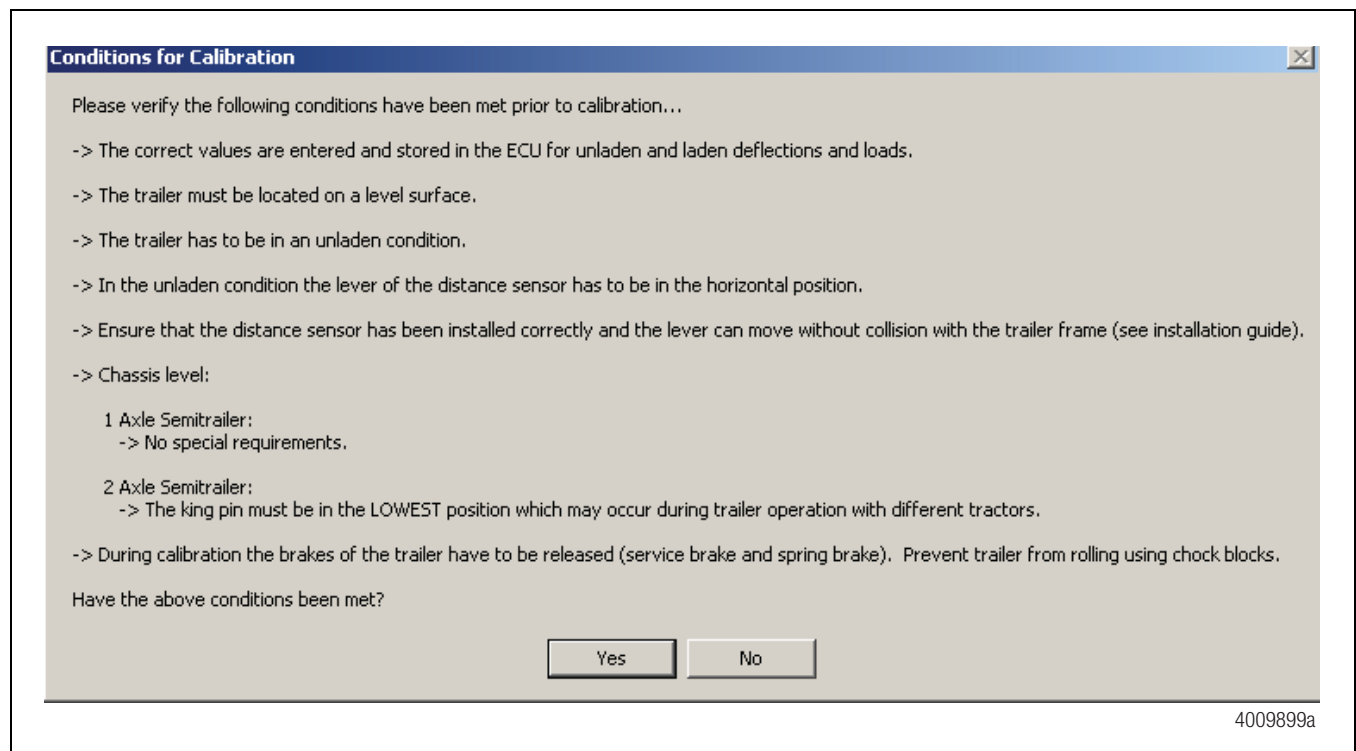 Conditions for Calibration
Please verify the following conditions have been met prior to calibration...
-> The correct values are entered and stored in the ECU for unladen and laden deflections and loads.
-> The trailer must be located on a level surface.
-> The trailer has to be in an unladen condition.
-> In the unladen condition the lever of the distance sensor has to be in the horizontal position.
-> Ensure that the distance sensor has been installed correctly and the lever can move without collision with the trailer frame (see installation guide).
-> Chassis level:
1 Axle Semitrailer:
-> No special requirements.
2 Axle Semitrailer:
-> The king pin must be in the LOWEST position which may occur during trailer operation with different tractors.
-> During calibration the brakes of the trailer have to be released (service brake and spring brake).  Prevent trailer from rolling using chock blocks.
Have the above conditions been met?
Yes No
4009899a